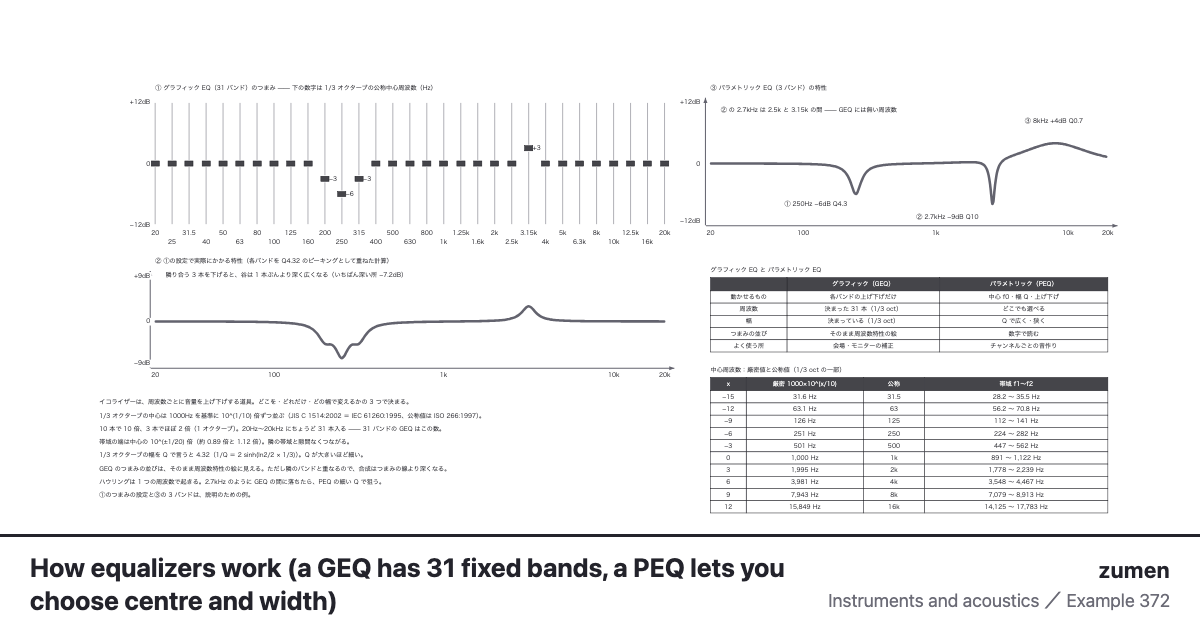 ① グラフィック EQ（31 バンド）のつまみ —— 下の数字は 1/3 オクターブの公称中心周波数（Hz）
+12dB
0
−12dB
−3
−6
−3
+3
20 31.5 50 80 125 200 315 500 800 1.25k 2k 3.15k 5k 8k 12.5k 20k
25 40 63 100 160 250 400 630 1k 1.6k 2.5k 4k 6.3k 10k 16k
② ①の設定で実際にかかる特性（各バンドを Q4.32 のピーキングとして重ねた計算）
隣り合う 3 本を下げると、谷は 1 本ぶんより深く広くなる（いちばん深い所 −7.2dB）
+9dB
0
−9dB
20 100 1k 10k 20k
イコライザーは、周波数ごとに音量を上げ下げする道具。どこを・どれだけ・どの幅で変えるかの 3 つで決まる。
1/3 オクターブの中心は 1000Hz を基準に 10^(1/10) 倍ずつ並ぶ（JIS C 1514:2002 ＝ IEC 61260:1995、公称値は ISO 266:1997）。
10 本で 10 倍、3 本でほぼ 2 倍（1 オクターブ）。20Hz〜20kHz にちょうど 31 本入る —— 31 バンドの GEQ はこの数。
帯域の端は中心の 10^(±1/20) 倍（約 0.89 倍と 1.12 倍）。隣の帯域と隙間なくつながる。
1/3 オクターブの幅を Q で言うと 4.32（1/Q ＝ 2 sinh(ln2/2 × 1/3)）。Q が大きいほど細い。
GEQ のつまみの並びは、そのまま周波数特性の絵に見える。ただし隣のバンドと重なるので、合成はつまみの線より深くなる。
ハウリングは 1 つの周波数で起きる。2.7kHz のように GEQ の間に落ちたら、PEQ の細い Q で狙う。
①のつまみの設定と③の 3 バンドは、説明のための例。
③ パラメトリック EQ（3 バンド）の特性
+12dB
0
−12dB
② の 2.7kHz は 2.5k と 3.15k の間 —— GEQ には無い周波数
③ 8kHz +4dB Q0.7
① 250Hz −6dB Q4.3
② 2.7kHz −9dB Q10
20 100 1k 10k 20k
グラフィック EQ と パラメトリック EQ
グラフィック（GEQ） パラメトリック（PEQ）
動かせるもの 各バンドの上げ下げだけ 中心 f0・幅 Q・上げ下げ
周波数 決まった 31 本（1/3 oct） どこでも選べる
幅 決まっている（1/3 oct） Q で広く・狭く
つまみの並び そのまま周波数特性の絵 数字で読む
よく使う所 会場・モニターの補正 チャンネルごとの音作り
中心周波数：厳密値と公称値（1/3 oct の一部）
x 厳密 1000×10^(x/10) 公称 帯域 f1〜f2
−15 31.6 Hz 31.5 28.2 〜 35.5 Hz
−12 63.1 Hz 63 56.2 〜 70.8 Hz
−9 126 Hz 125 112 〜 141 Hz
−6 251 Hz 250 224 〜 282 Hz
−3 501 Hz 500 447 〜 562 Hz
0 1,000 Hz 1k 891 〜 1,122 Hz
3 1,995 Hz 2k 1,778 〜 2,239 Hz
6 3,981 Hz 4k 3,548 〜 4,467 Hz
9 7,943 Hz 8k 7,079 〜 8,913 Hz
12 15,849 Hz 16k 14,125 〜 17,783 Hz
How equalizers work (a GEQ has 31 fixed bands, a PEQ lets you
choose centre and width)
zumen
Instruments and acoustics ／ Example 372